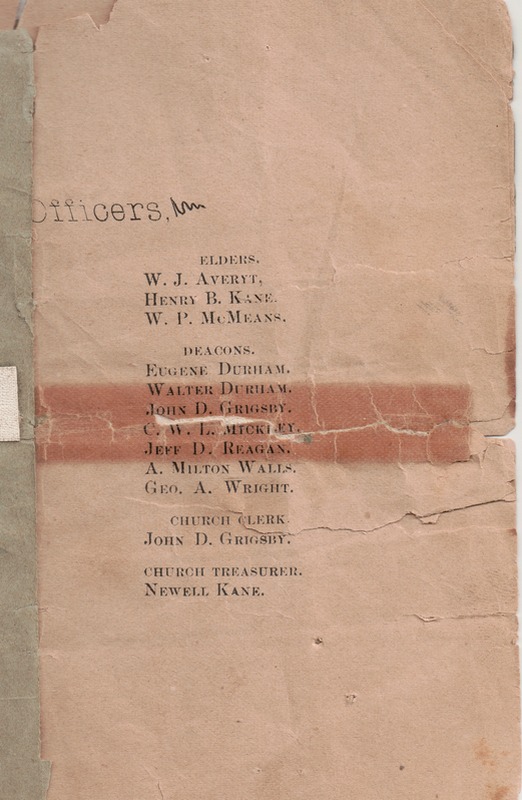 Officers,
ELDERS.
W. J. AVERYT,
HENRY B. KANE.
W. P. MCMEANS.
DEACONS.
EUGENE DURHAM.
WALTER DURHAM.
JOHN D. GRIGSBY.
C. W. L. MICKLEY.
JEFF D. REAGAN.
A. MILTON WALLS.
GEO. A. WRIGHT.
CHURCH CLERK.
JOHN D. GRIGSBY.
CHURCH TREASURER.
NEWELL KANE.